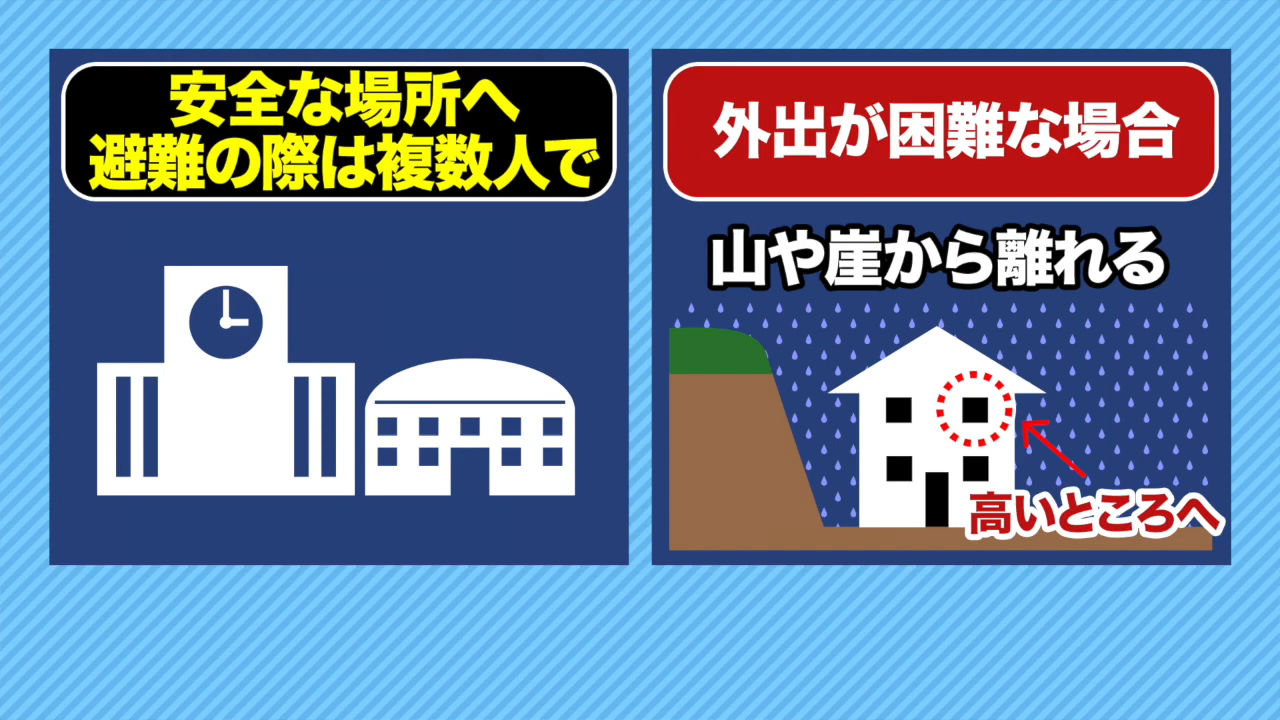 安全な場所へ
避難の際は複数人で
外出が困難な場合
山や崖から離れる
高いところへ